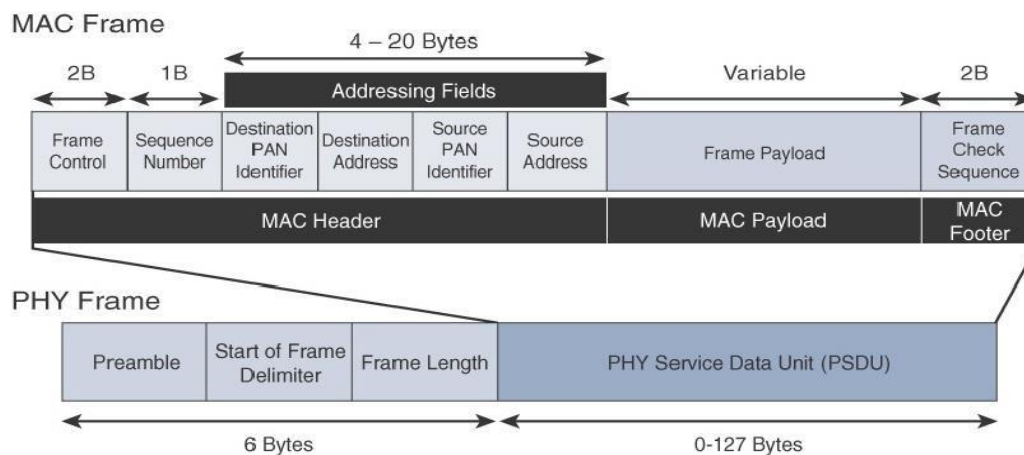 MAC Frame
4 – 20 Bytes
2B
1B
Variable
2B
Addressing Fields
Frame
Control
Sequence
Number
Destination
PAN
Identifier
Destination
Address
Source
PAN
Identifier
Source
Address
Frame Payload
Frame
Check
Sequence
MAC Header
MAC Payload
MAC
Footer
PHY Frame
Preamble
Start of Frame
Delimiter
Frame Length
PHY Service Data Unit (PSDU)
6 Bytes
0-127 Bytes